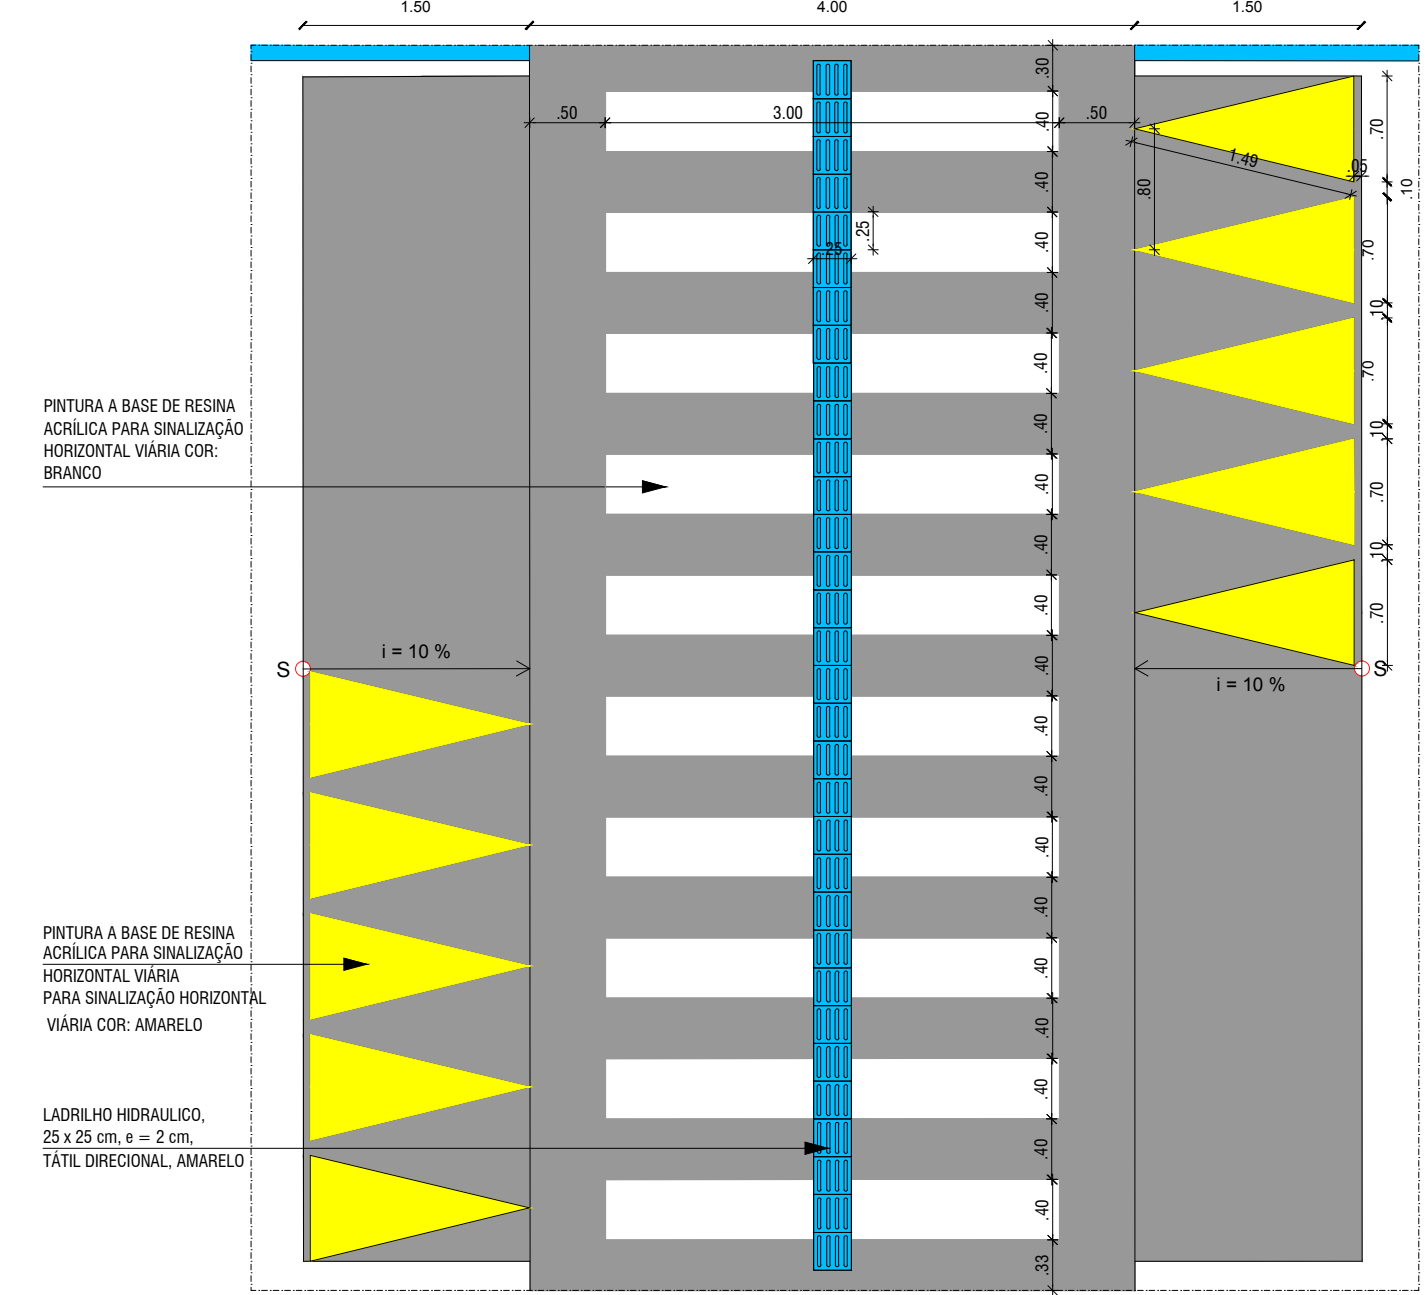 1.50
4.00
1.50
.30
.50
3.00
.50
.40
.70
1.49
.05
.10
.80
.40
.25
.25
.40
.70
.40
.10
.40
.70
.40
.10
.40
.70
.40
.10
.40
.70
.40
PINTURA A BASE DE RESINA
ACRÍLICA PARA SINALIZAÇÃO
HORIZONTAL VIÁRIA COR:
BRANCO
S
i = 10 %
i = 10 %
S
.40
.40
.40
.40
.40
.40
.40
.40
.40
.40
.33
PINTURA A BASE DE RESINA
ACRÍLICA PARA SINALIZAÇÃO
HORIZONTAL VIÁRIA
PARA SINALIZAÇÃO HORIZONTAL
VIÁRIA COR: AMARELO
LADRILHO HIDRAULICO,
25 x 25 cm, e = 2 cm,
TÁTIL DIRECIONAL, AMARELO